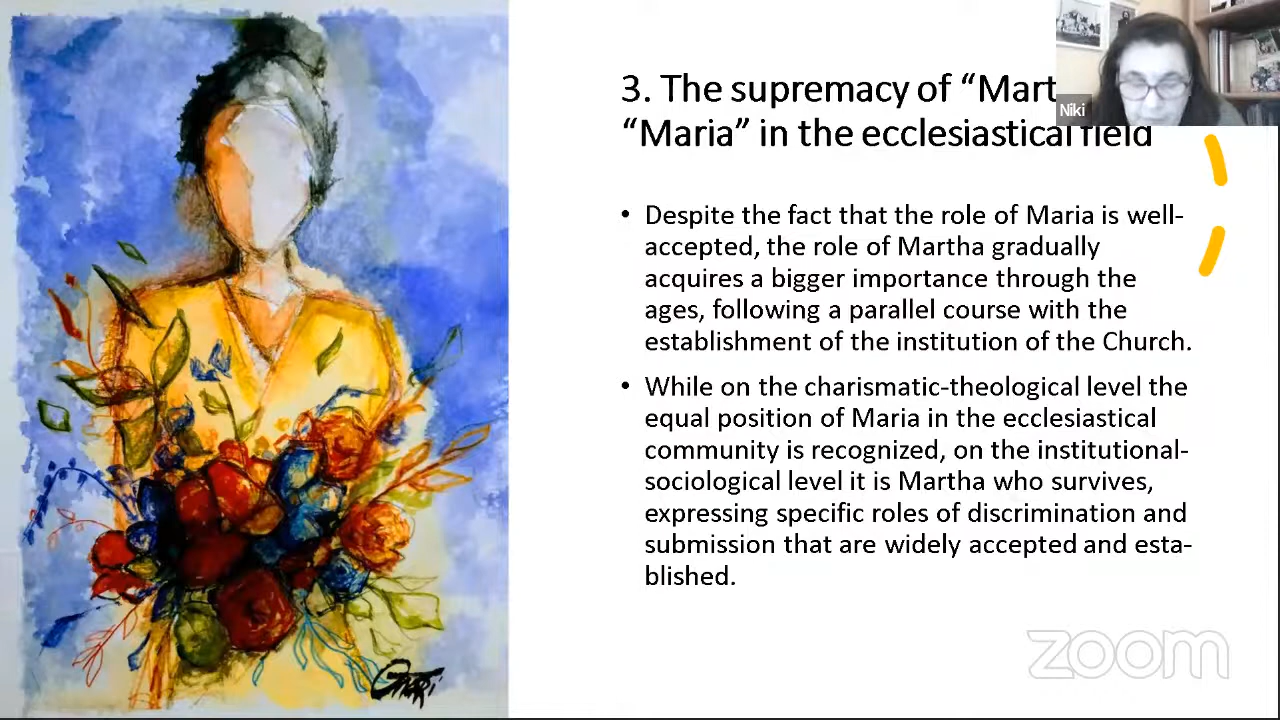 3. The supremacy of “Mart
“Maria” in the ecclesiastical field
• Despite the fact that the role of Maria is well-
accepted, the role of Martha gradually
acquires a bigger importance through the
ages, following a parallel course with the
establishment of the institution of the Church.
• While on the charismatic-theological level the
equal position of Maria in the ecclesiastical
community is recognized, on the institutional-
sociological level it is Martha who survives,
expressing specific roles of discrimination and
submission that are widely accepted and esta-
blished.
Niki
zoom